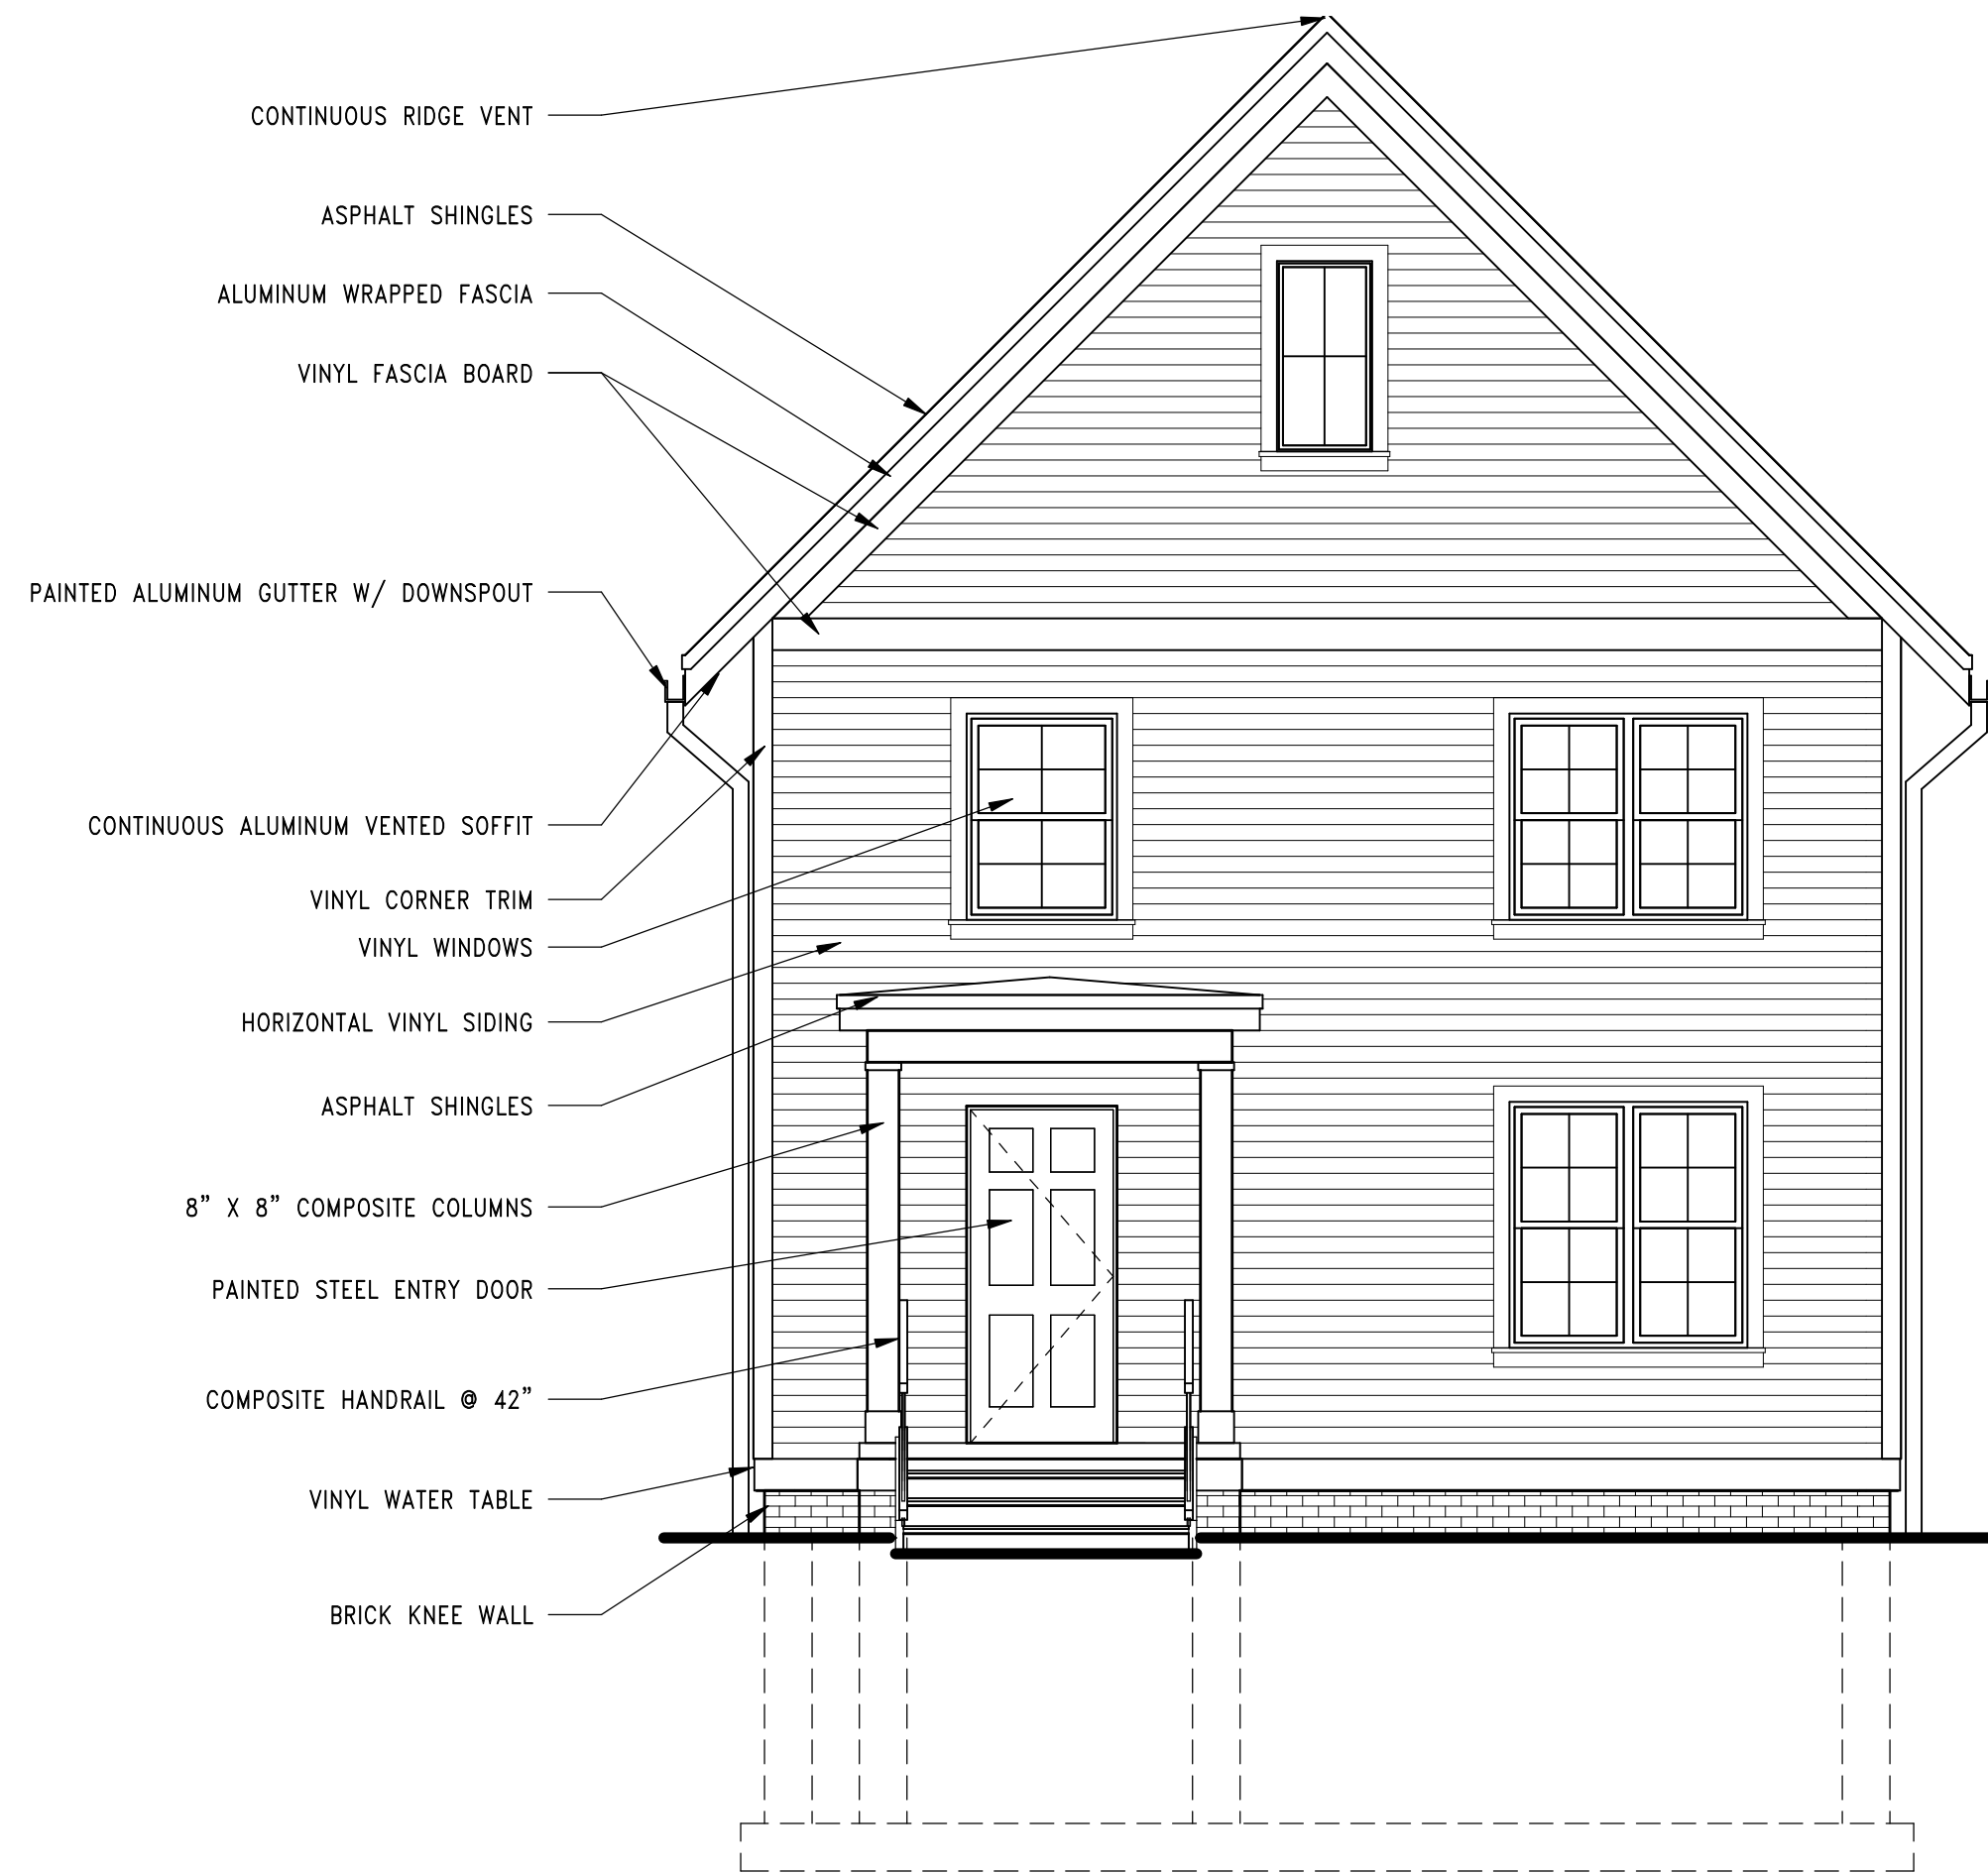 CONTINUOUS RIDGE VENT
ASPHALT SHINGLES
ALUMINUM WRAPPED FASCIA
VINYL FASCIA BOARD
PAINTED ALUMINUM GUTTER W/ DOWNSPOUT
CONTINUOUS ALUMINUM VENTED SOFFIT
VINYL CORNER TRIM
VINYL WINDOWS
HORIZONTAL VINYL SIDING
ASPHALT SHINGLES
8” X 8” COMPOSITE COLUMNS
PAINTED STEEL ENTRY DOOR
COMPOSITE HANDRAIL @ 42”
VINYL WATER TABLE
BRICK KNEE WALL